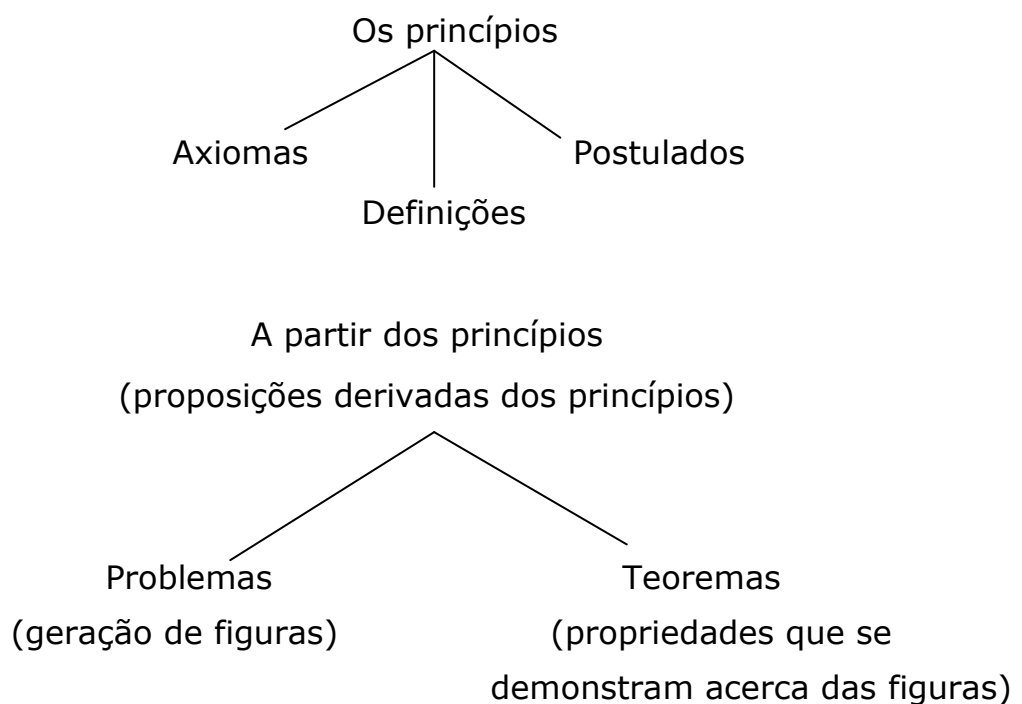 Os princípios
Axiomas
Postulados
Definições
A partir dos princípios
(proposições derivadas dos princípios)
Problemas
(geração de figuras)
Teoremas
(propriedades que se
demonstram acerca das figuras)